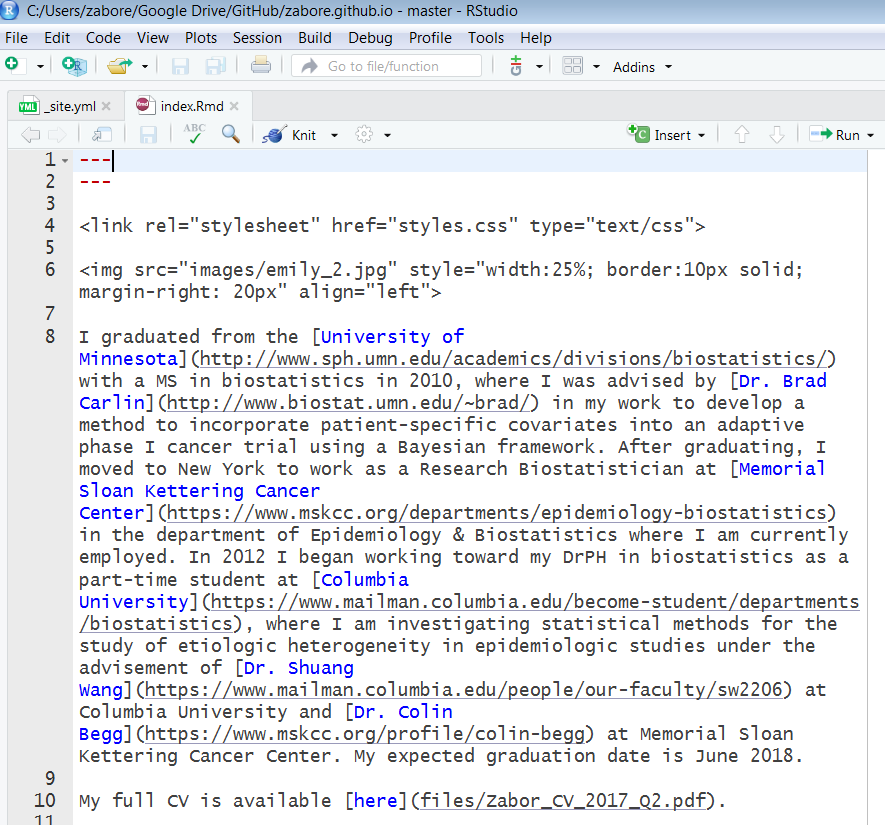 C:/Users/zabore/Google Drive/GitHub/zabore.github.io - master - RStudio
File Edit Code View Plots Session Build Debug Profile Tools Help
Go to file/function Addins
_site.yml index.Rmd
ABC Knit Insert Run
1 ---
2 ---
3
4 <link rel="stylesheet" href="styles.css" type="text/css">
5
6 <img src="images/emily_2.jpg" style="width:25%; border:10px solid;
margin-right: 20px" align="left">
7
8 I graduated from the [University of
Minnesota](http://www.sph.umn.edu/academics/divisions/biostatistics/)
with a MS in biostatistics in 2010, where I was advised by [Dr. Brad
Carlin](http://www.biostat.umn.edu/~brad/) in my work to develop a
method to incorporate patient-specific covariates into an adaptive
phase I cancer trial using a Bayesian framework. After graduating, I
moved to New York to work as a Research Biostatistician at [Memorial
Sloan Kettering Cancer
Center](https://www.mskcc.org/departments/epidemiology-biostatistics)
in the department of Epidemiology & Biostatistics where I am currently
employed. In 2012 I began working toward my DrPH in biostatistics as a
part-time student at [Columbia
University](https://www.mailman.columbia.edu/become-student/departments
/biostatistics), where I am investigating statistical methods for the
study of etiologic heterogeneity in epidemiologic studies under the
advisement of [Dr. Shuang
Wang](https://www.mailman.columbia.edu/people/our-faculty/sw2206) at
Columbia University and [Dr. Colin
Begg](https://www.mskcc.org/profile/colin-begg) at Memorial Sloan
Kettering Cancer Center. My expected graduation date is June 2018.
9
10 My full CV is available [here](files/Zabor_CV_2017_Q2.pdf).
11